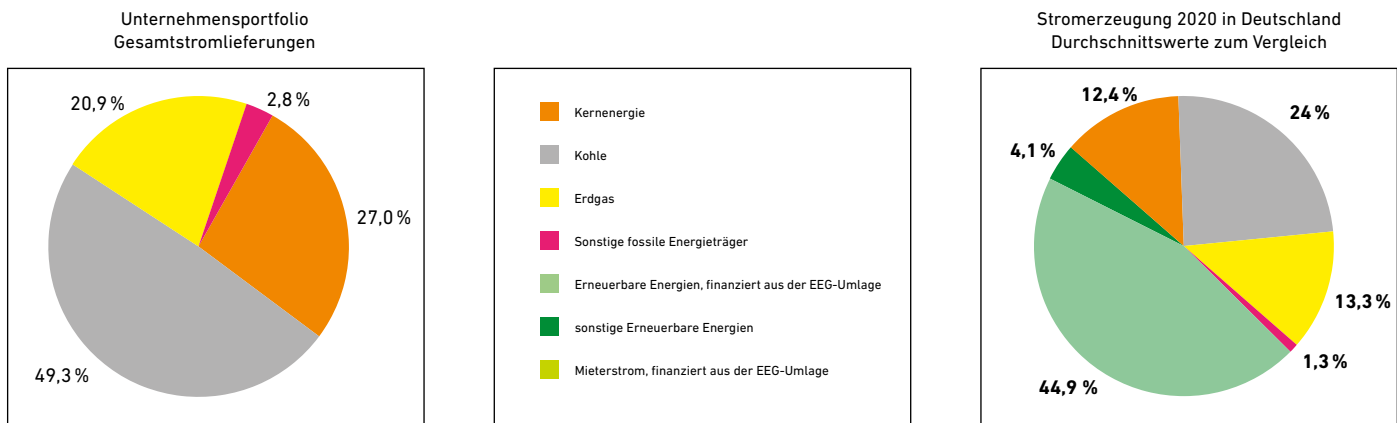 Unternehmensportfolio
Gesamtstromlieferungen
20,9 %
2,8 %
27,0 %
49,3 %
Kernenergie
Kohle
Erdgas
Sonstige fossile Energieträger
Erneuerbare Energien, finanziert aus der EEG-Umlage
sonstige Erneuerbare Energien
Mieterstrom, finanziert aus der EEG-Umlage
Stromerzeugung 2020 in Deutschland
Durchschnittswerte zum Vergleich
12,4 %
24 %
4,1 %
13,3 %
1,3 %
44,9 %